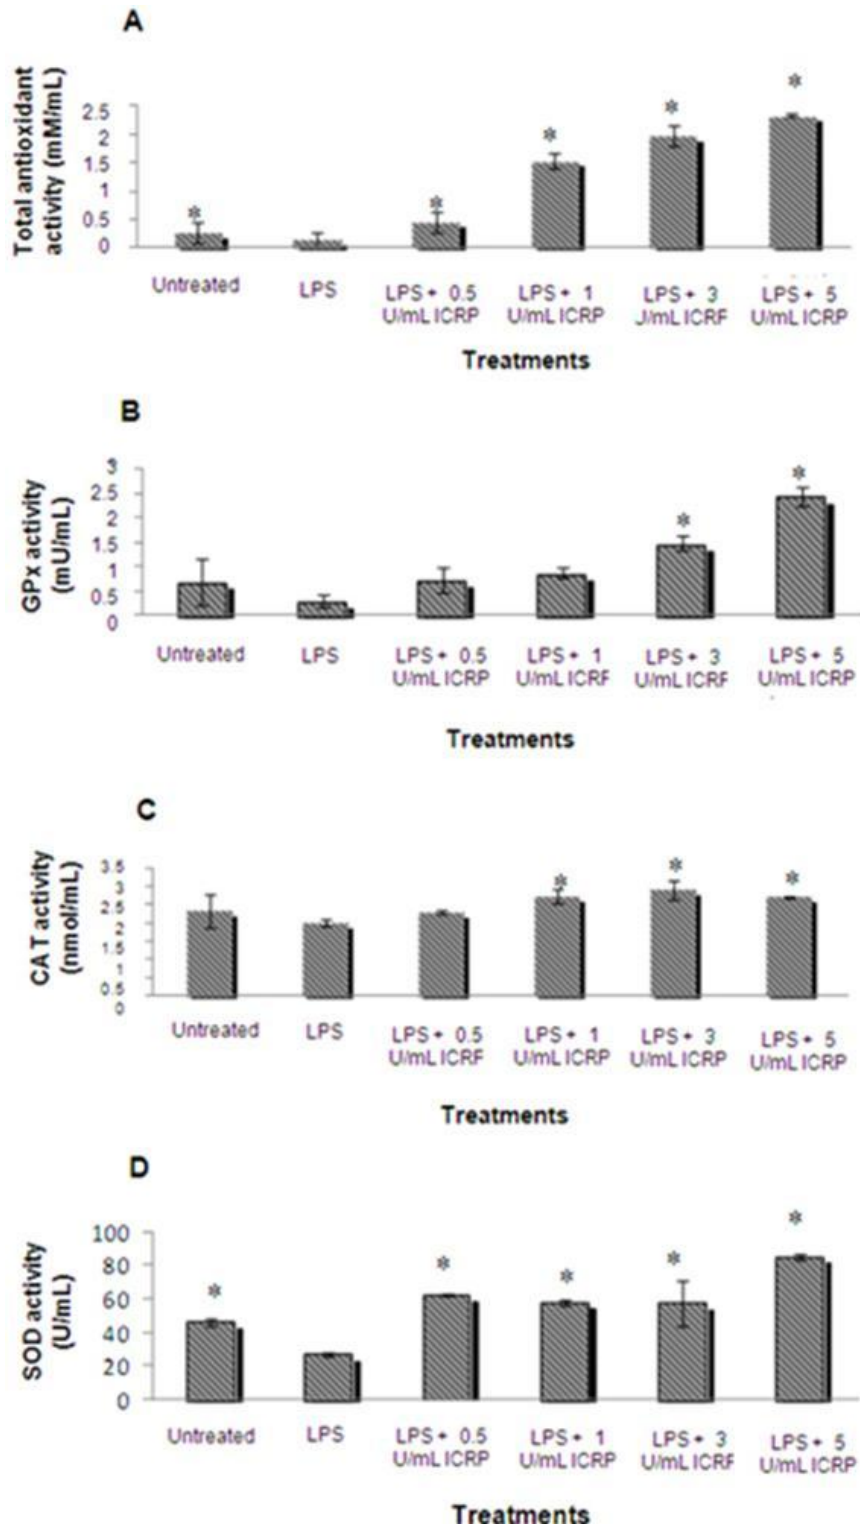 A
Total antioxidant
activity (mM/mL)
2.5
2
1.5
1
0.5
0
*
*
*
*
*
Untreated
LPS
LPS + 0.5
U/mL ICRP
LPS + 1
U/mL ICRP
LPS + 3
U/mL ICRF
LPS + 5
U/mL ICRP
Treatments
B
GPx activity
(mU/mL)
3
2.5
2
1.5
1
0.5
0
*
*
Untreated
LPS
LPS + 0.5
U/mL ICRP
LPS + 1
U/mL ICRF
LPS + 3
U/mL ICRF
LPS + 5
U/mL ICRP
Treatments
C
CAT activity
(nmol/mL)
3.5
3
2.5
2
1.5
1
0.5
0
*
*
*
Untreated
LPS
LPS + 0.5
U/mL ICRF
LPS + 1
U/mL ICRP
LPS + 3
U/mL ICRP
LPS + 5
U/mL ICRP
Treatments
D
SOD activity
(U/mL)
100
80
60
40
20
0
*
*
*
*
*
Untreated
LPS
LPS + 0.5
U/mL ICRP
LPS + 1
U/mL ICRP
LPS + 3
U/mL ICRF
LPS + 5
U/mL ICRP
Treatments